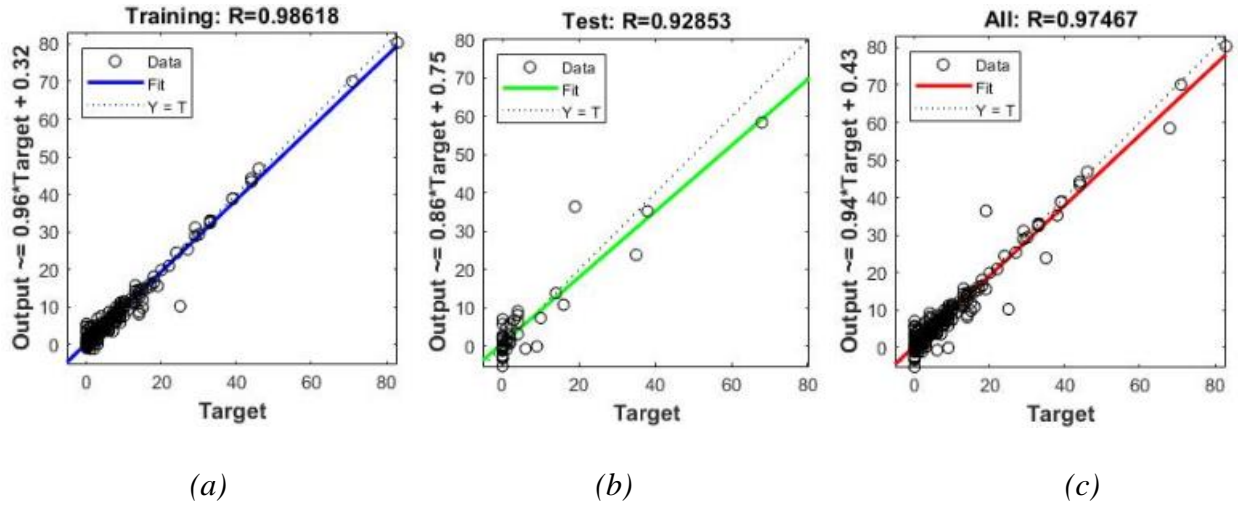 Training: R=0.98618
Output ~= 0.96*Target + 0.32
80
70
60
50
40
30
20
10
0
Data
Fit
Y = T
0 20 40 60 80
Target
(a)
Test: R=0.92853
Output ~= 0.86*Target + 0.75
80
70
60
50
40
30
20
10
0
Data
Fit
Y = T
0 20 40 60 80
Target
(b)
All: R=0.97467
Output ~= 0.94*Target + 0.43
80
70
60
50
40
30
20
10
0
Data
Fit
Y = T
0 20 40 60 80
Target
(c)